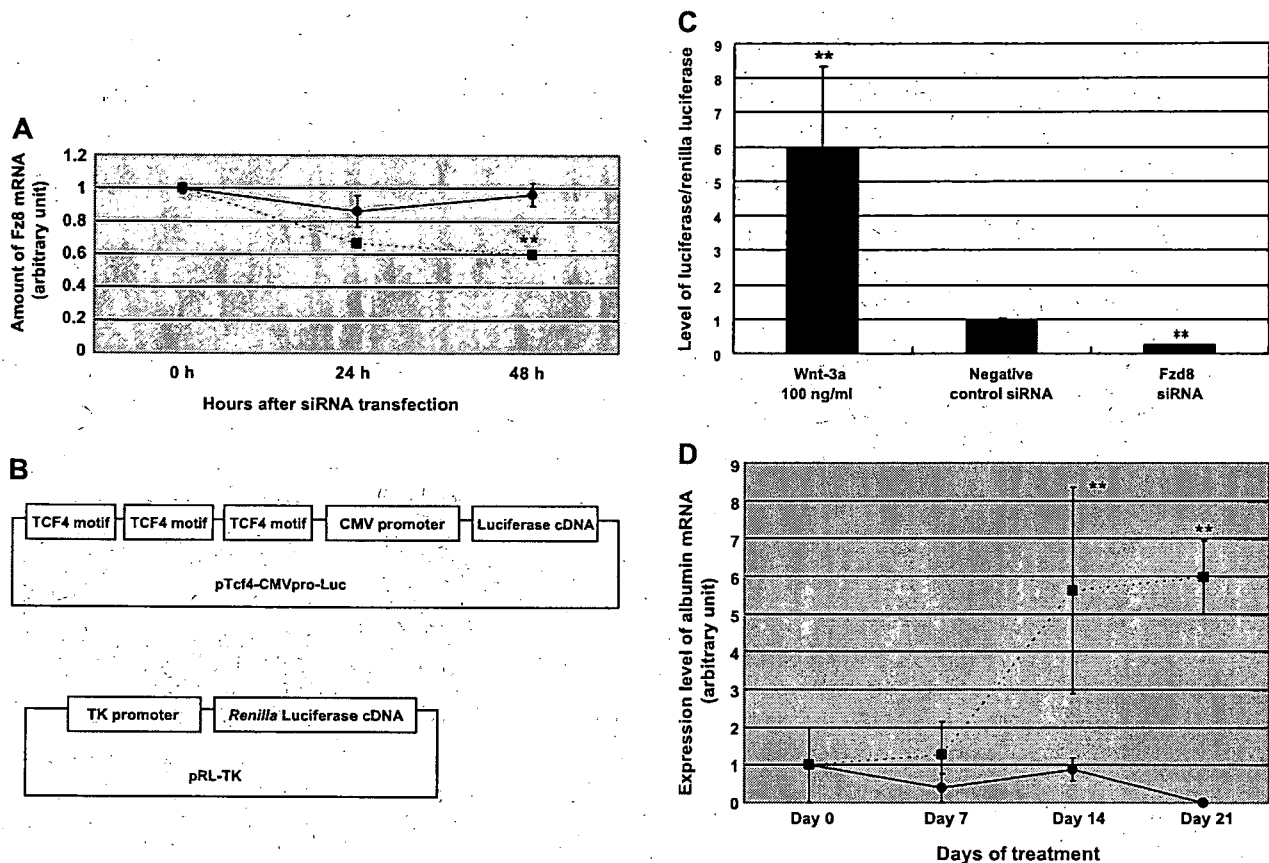 A
1.2
1
0.8
0.6
0.4
0.2
0
**
Amount of Fz8 mRNA
(arbitrary unit)
0 h
24 h
48 h
Hours after siRNA transfection
B
TCF4 motif
TCF4 motif
TCF4 motif
CMV promoter
Luciferase cDNA
pTcf4-CMVpro-Luc
TK promoter
Renilla Luciferase cDNA
pRL-TK
C
9
8
7
6
5
4
3
2
1
0
**
**
Level of luciferase/renilla luciferase
Wnt-3a
100 ng/ml
Negative
control siRNA
Fzd8
siRNA
D
9
8
7
6
5
4
3
2
1
0
**
**
Expression level of albumin mRNA
(arbitrary unit)
Day 0
Day 7
Day 14
Day 21
Days of treatment